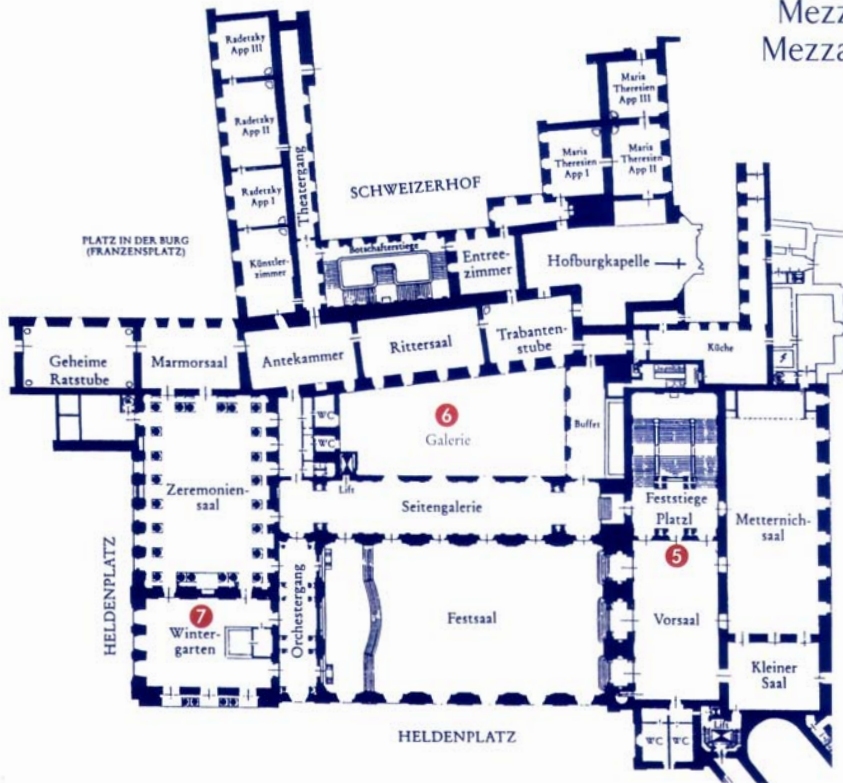 Mezz
Mezza
Radetzky
App III
Radetzky
App II
Radetzky
App I
Künstler-
zimmer
Theatergang
SCHWEIZERHOF
Maria
Theresien
App III
Maria
Theresien
App I
Maria
Theresien
App II
PLATZ IN DER BURG
(FRANZENSPLATZ)
Botschafterstiege
Entree-
zimmer
Hofburgkapelle
Geheime
Ratstube
Marmorsaal
Antekammer
Rittersaal
Trabanten-
stube
Küche
WC
WC
6
Galerie
Buffet
Lift
Zeremonien-
saal
Seitengalerie
Feststiege
Platzl
Metternich-
saal
HELDENPLATZ
Orchestergang
5
7
Winter-
garten
Festsaal
Vorsaal
Kleiner
Saal
HELDENPLATZ
WC
WC
Lift